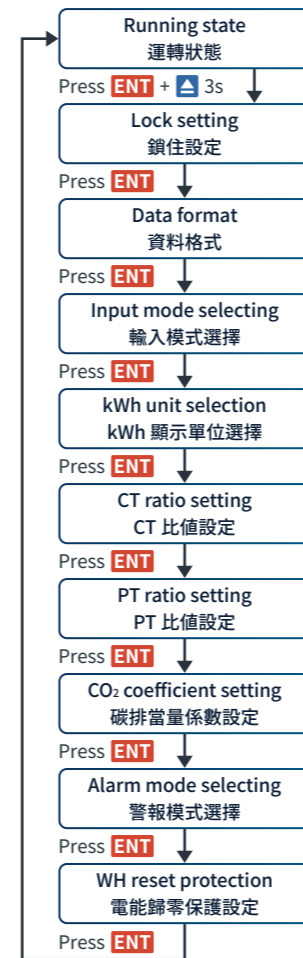 Running state
運轉狀態
Press ENT + 3s
Lock setting
鎖住設定
Press ENT
Data format
資料格式
Press ENT
Input mode selecting
輸入模式選擇
Press ENT
kWh unit selection
kWh 顯示單位選擇
Press ENT
CT ratio setting
CT 比值設定
Press ENT
PT ratio setting
PT 比值設定
Press ENT
CO₂ coefficient setting
碳排當量係數設定
Press ENT
Alarm mode selecting
警報模式選擇
Press ENT
WH reset protection
電能歸零保護設定
Press ENT